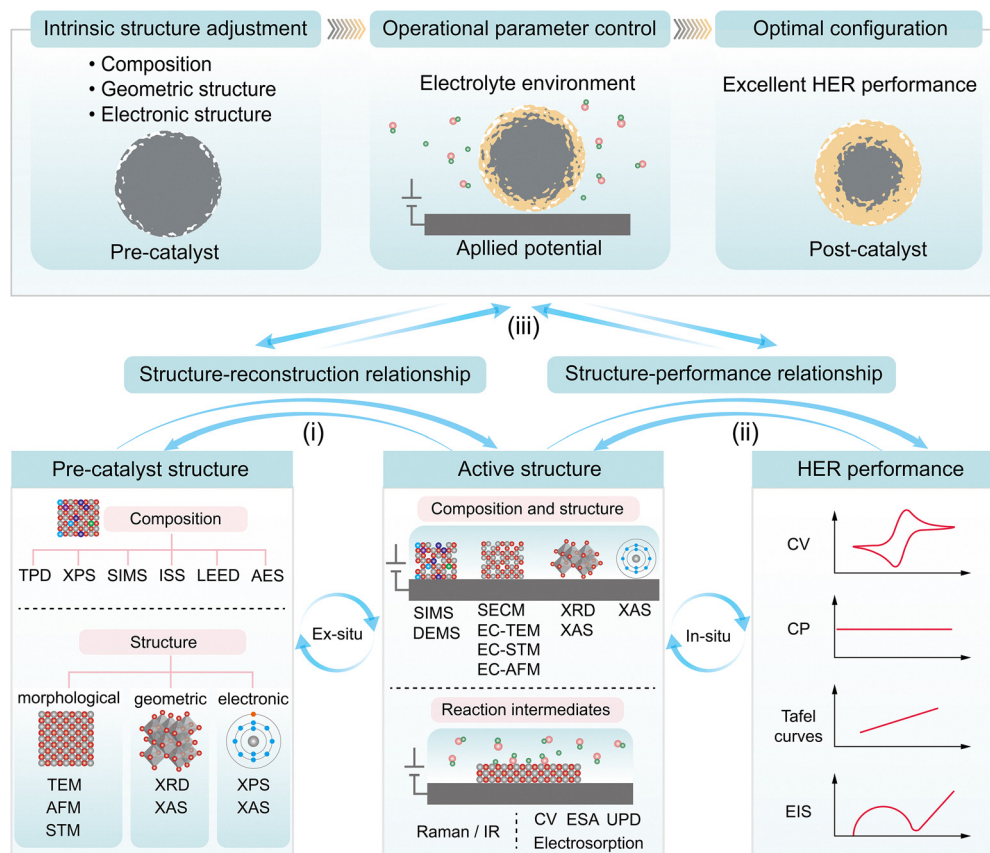 Intrinsic structure adjustment
Operational parameter control
Optimal configuration
• Composition
• Geometric structure
• Electronic structure
Pre-catalyst
Electrolyte environment
Apllied potential
Excellent HER performance
Post-catalyst
(iii)
Structure-reconstruction relationship
Structure-performance relationship
(i)
(ii)
Pre-catalyst structure
Composition
TPD XPS SIMS ISS LEED AES
Structure
morphological geometric electronic
TEM
AFM
STM
XRD
XAS
XPS
XAS
Ex-situ
Active structure
Composition and structure
SIMS
DEMS
SECM
EC-TEM
EC-STM
EC-AFM
XRD
XAS
XAS
Reaction intermediates
Raman / IR
CV ESA UPD
Electrosorption
In-situ
HER performance
CV
CP
Tafel
curves
EIS